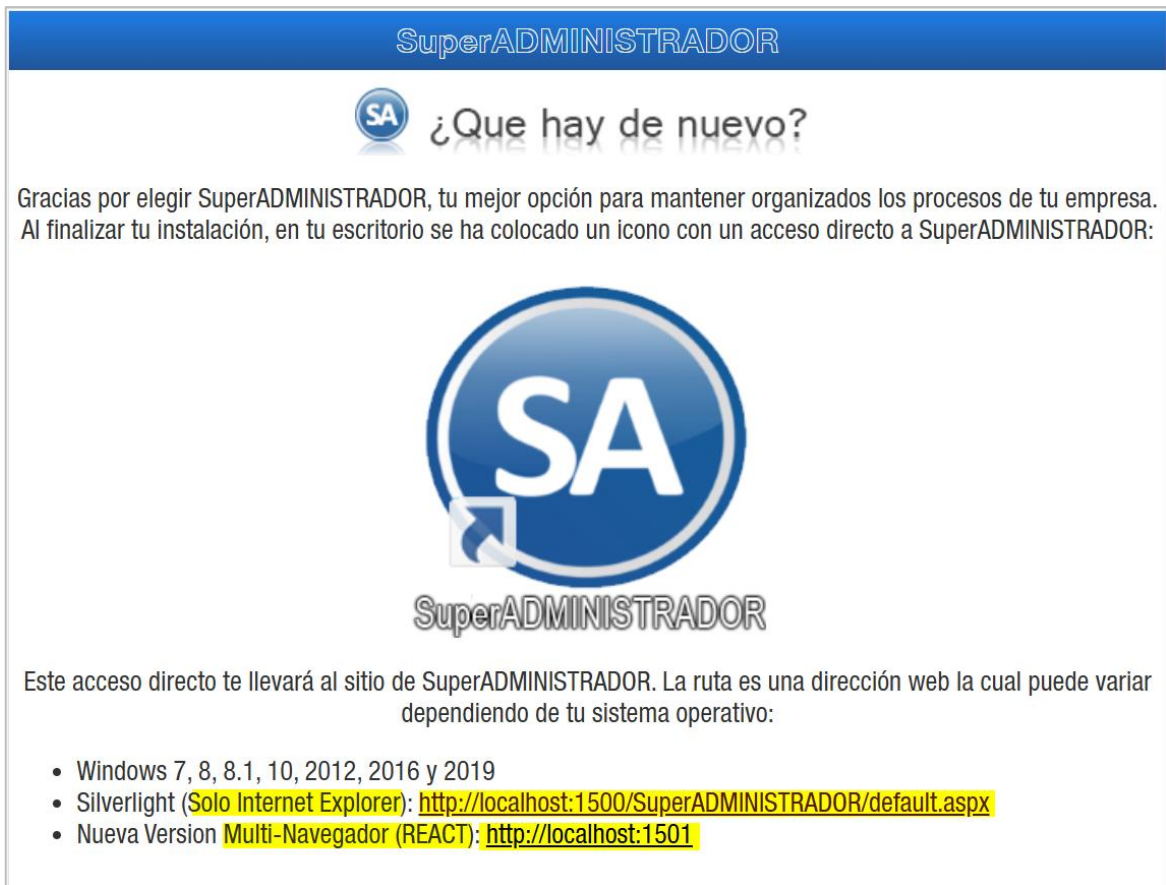 SuperADMINISTRADOR
SA ¿Que hay de nuevo?
Gracias por elegir SuperADMINISTRADOR, tu mejor opción para mantener organizados los procesos de tu empresa.
Al finalizar tu instalación, en tu escritorio se ha colocado un icono con un acceso directo a SuperADMINISTRADOR:
SA
SuperADMINISTRADOR
Este acceso directo te llevará al sitio de SuperADMINISTRADOR. La ruta es una dirección web la cual puede variar
dependiendo de tu sistema operativo:
• Windows 7, 8, 8.1, 10, 2012, 2016 y 2019
• Silverlight (Solo Internet Explorer): http://localhost:1500/SuperADMINISTRADOR/default.aspx
• Nueva Version Multi-Navegador (REACT): http://localhost:1501